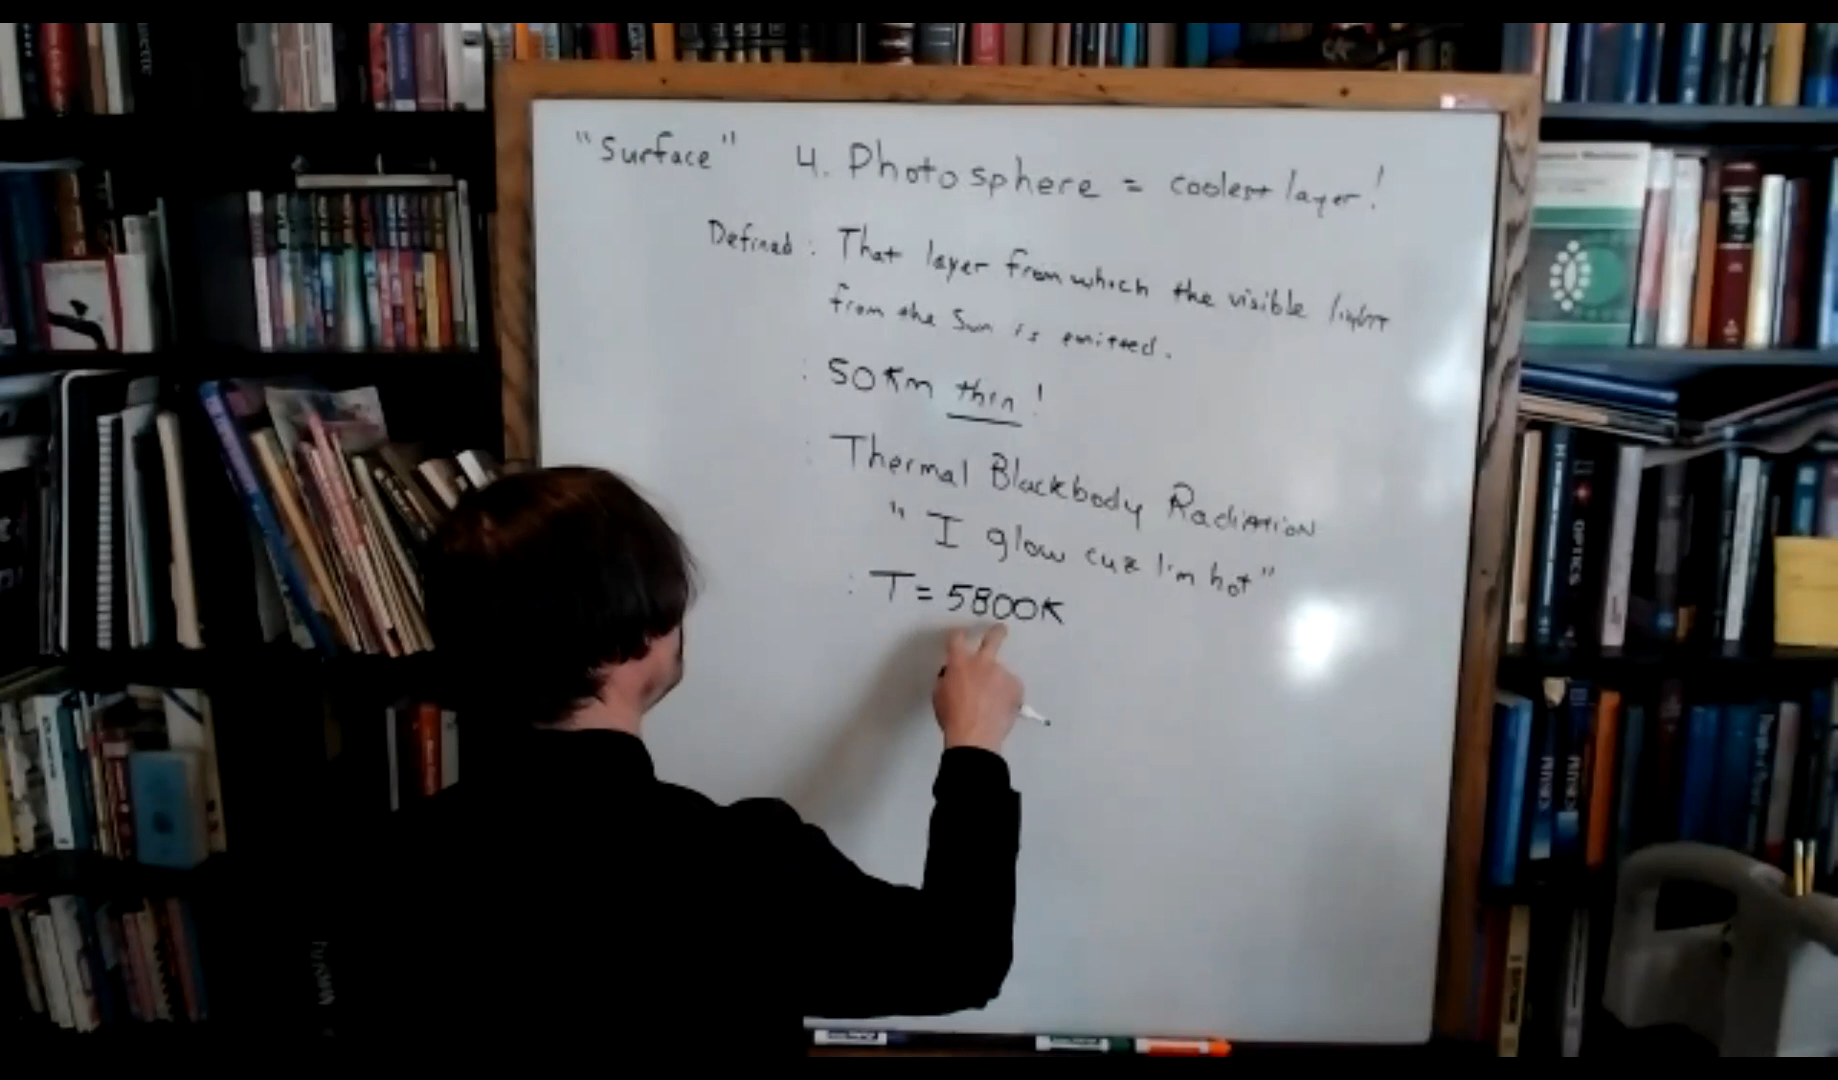 "Surface" 4. Photosphere = coolest layer!
Defined: That layer from which the visible light
from the Sun is emitted.
: 50Km thin!
: Thermal Blackbody Radiation
"I glow cuz I'm hot"
: T = 5800K
OPTICS